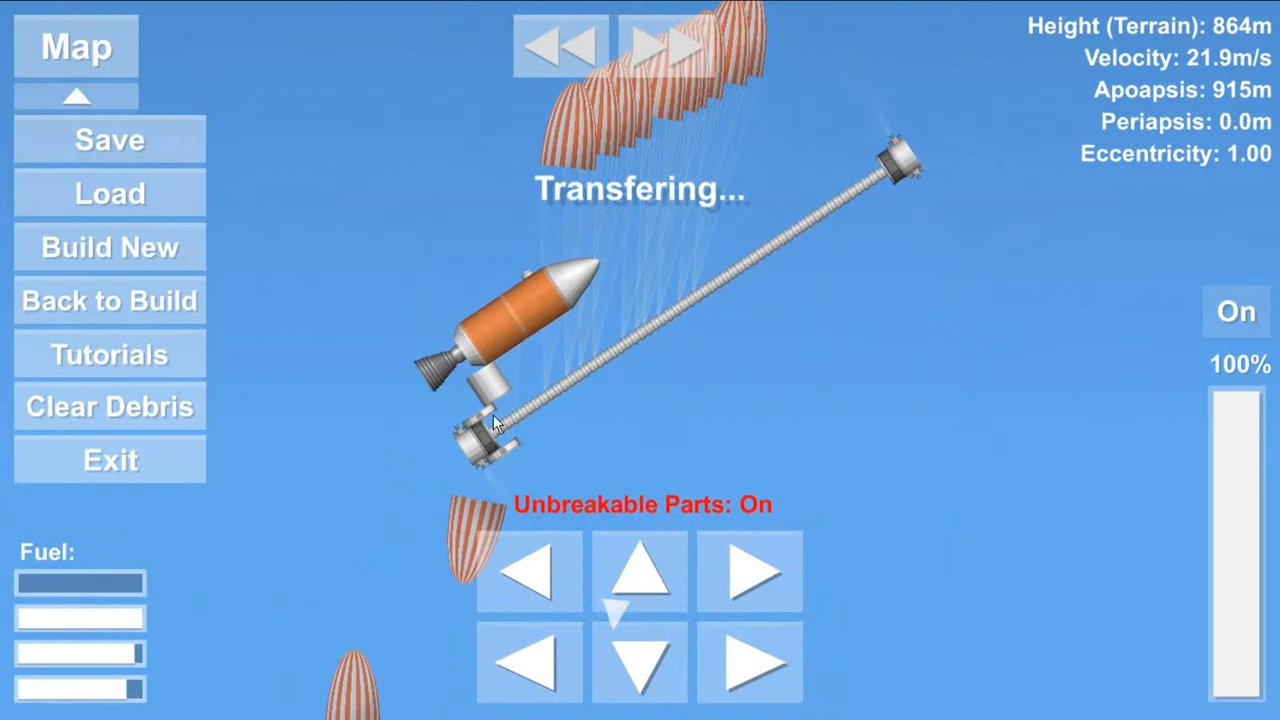 Map
Save
Load
Build New
Back to Build
Tutorials
Clear Debris
Exit
Fuel:
Transfering...
Unbreakable Parts: On
Height (Terrain): 864m
Velocity: 21.9m/s
Apoapsis: 915m
Periapsis: 0.0m
Eccentricity: 1.00
On
100%